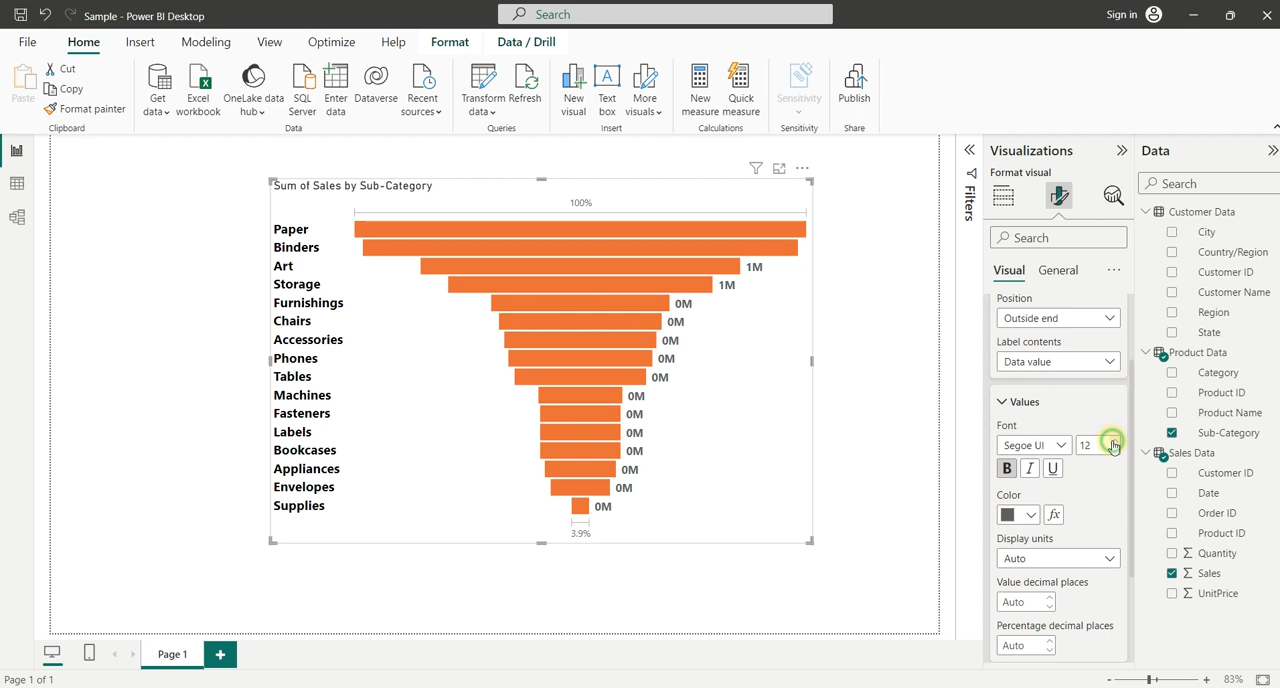 Sample - Power BI Desktop
Search
Sign in
File Home Insert Modeling View Optimize Help Format Data / Drill
Paste
Cut
Copy
Format painter
Get data
Excel workbook
OneLake data hub
SQL Server
Enter data
Dataverse
Recent sources
Transform data
Refresh
New visual
Text box
More visuals
New measure
Quick measure
Sensitivity
Publish
Clipboard Data Queries Insert Calculations Sensitivity Share
Sum of Sales by Sub-Category
100%
Paper
Binders
Art 1M
Storage 1M
Furnishings 0M
Chairs 0M
Accessories 0M
Phones 0M
Tables 0M
Machines 0M
Fasteners 0M
Labels 0M
Bookcases 0M
Appliances 0M
Envelopes 0M
Supplies 0M
3.9%
Filters
Visualizations
Format visual
Search
Visual General
Position
Outside end
Label contents
Data value
Values
Font
Segoe UI 12
B I U
Color
fx
Display units
Auto
Value decimal places
Auto
Percentage decimal places
Auto
Data
Search
Customer Data
City
Country/Region
Customer ID
Customer Name
Region
State
Product Data
Category
Product ID
Product Name
Sub-Category
Sales Data
Customer ID
Date
Order ID
Product ID
Σ Quantity
Σ Sales
Σ UnitPrice
Page 1
Page 1 of 1
- + 83%